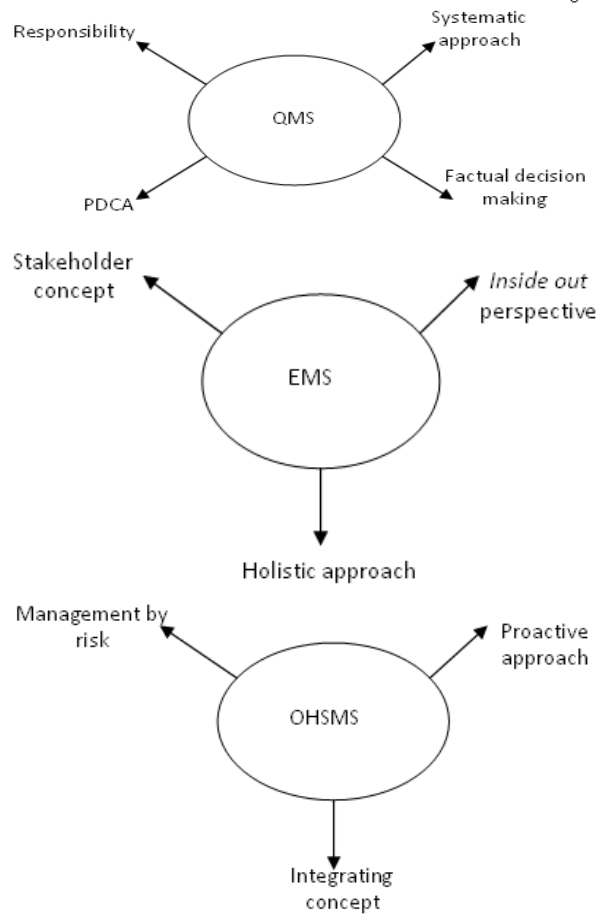 Responsibility
Systematic
approach
QMS
PDCA
Factual decision
making
Stakeholder
concept
Inside out
perspective
EMS
Holistic approach
Management by
risk
Proactive
approach
OHSMS
Integrating
concept